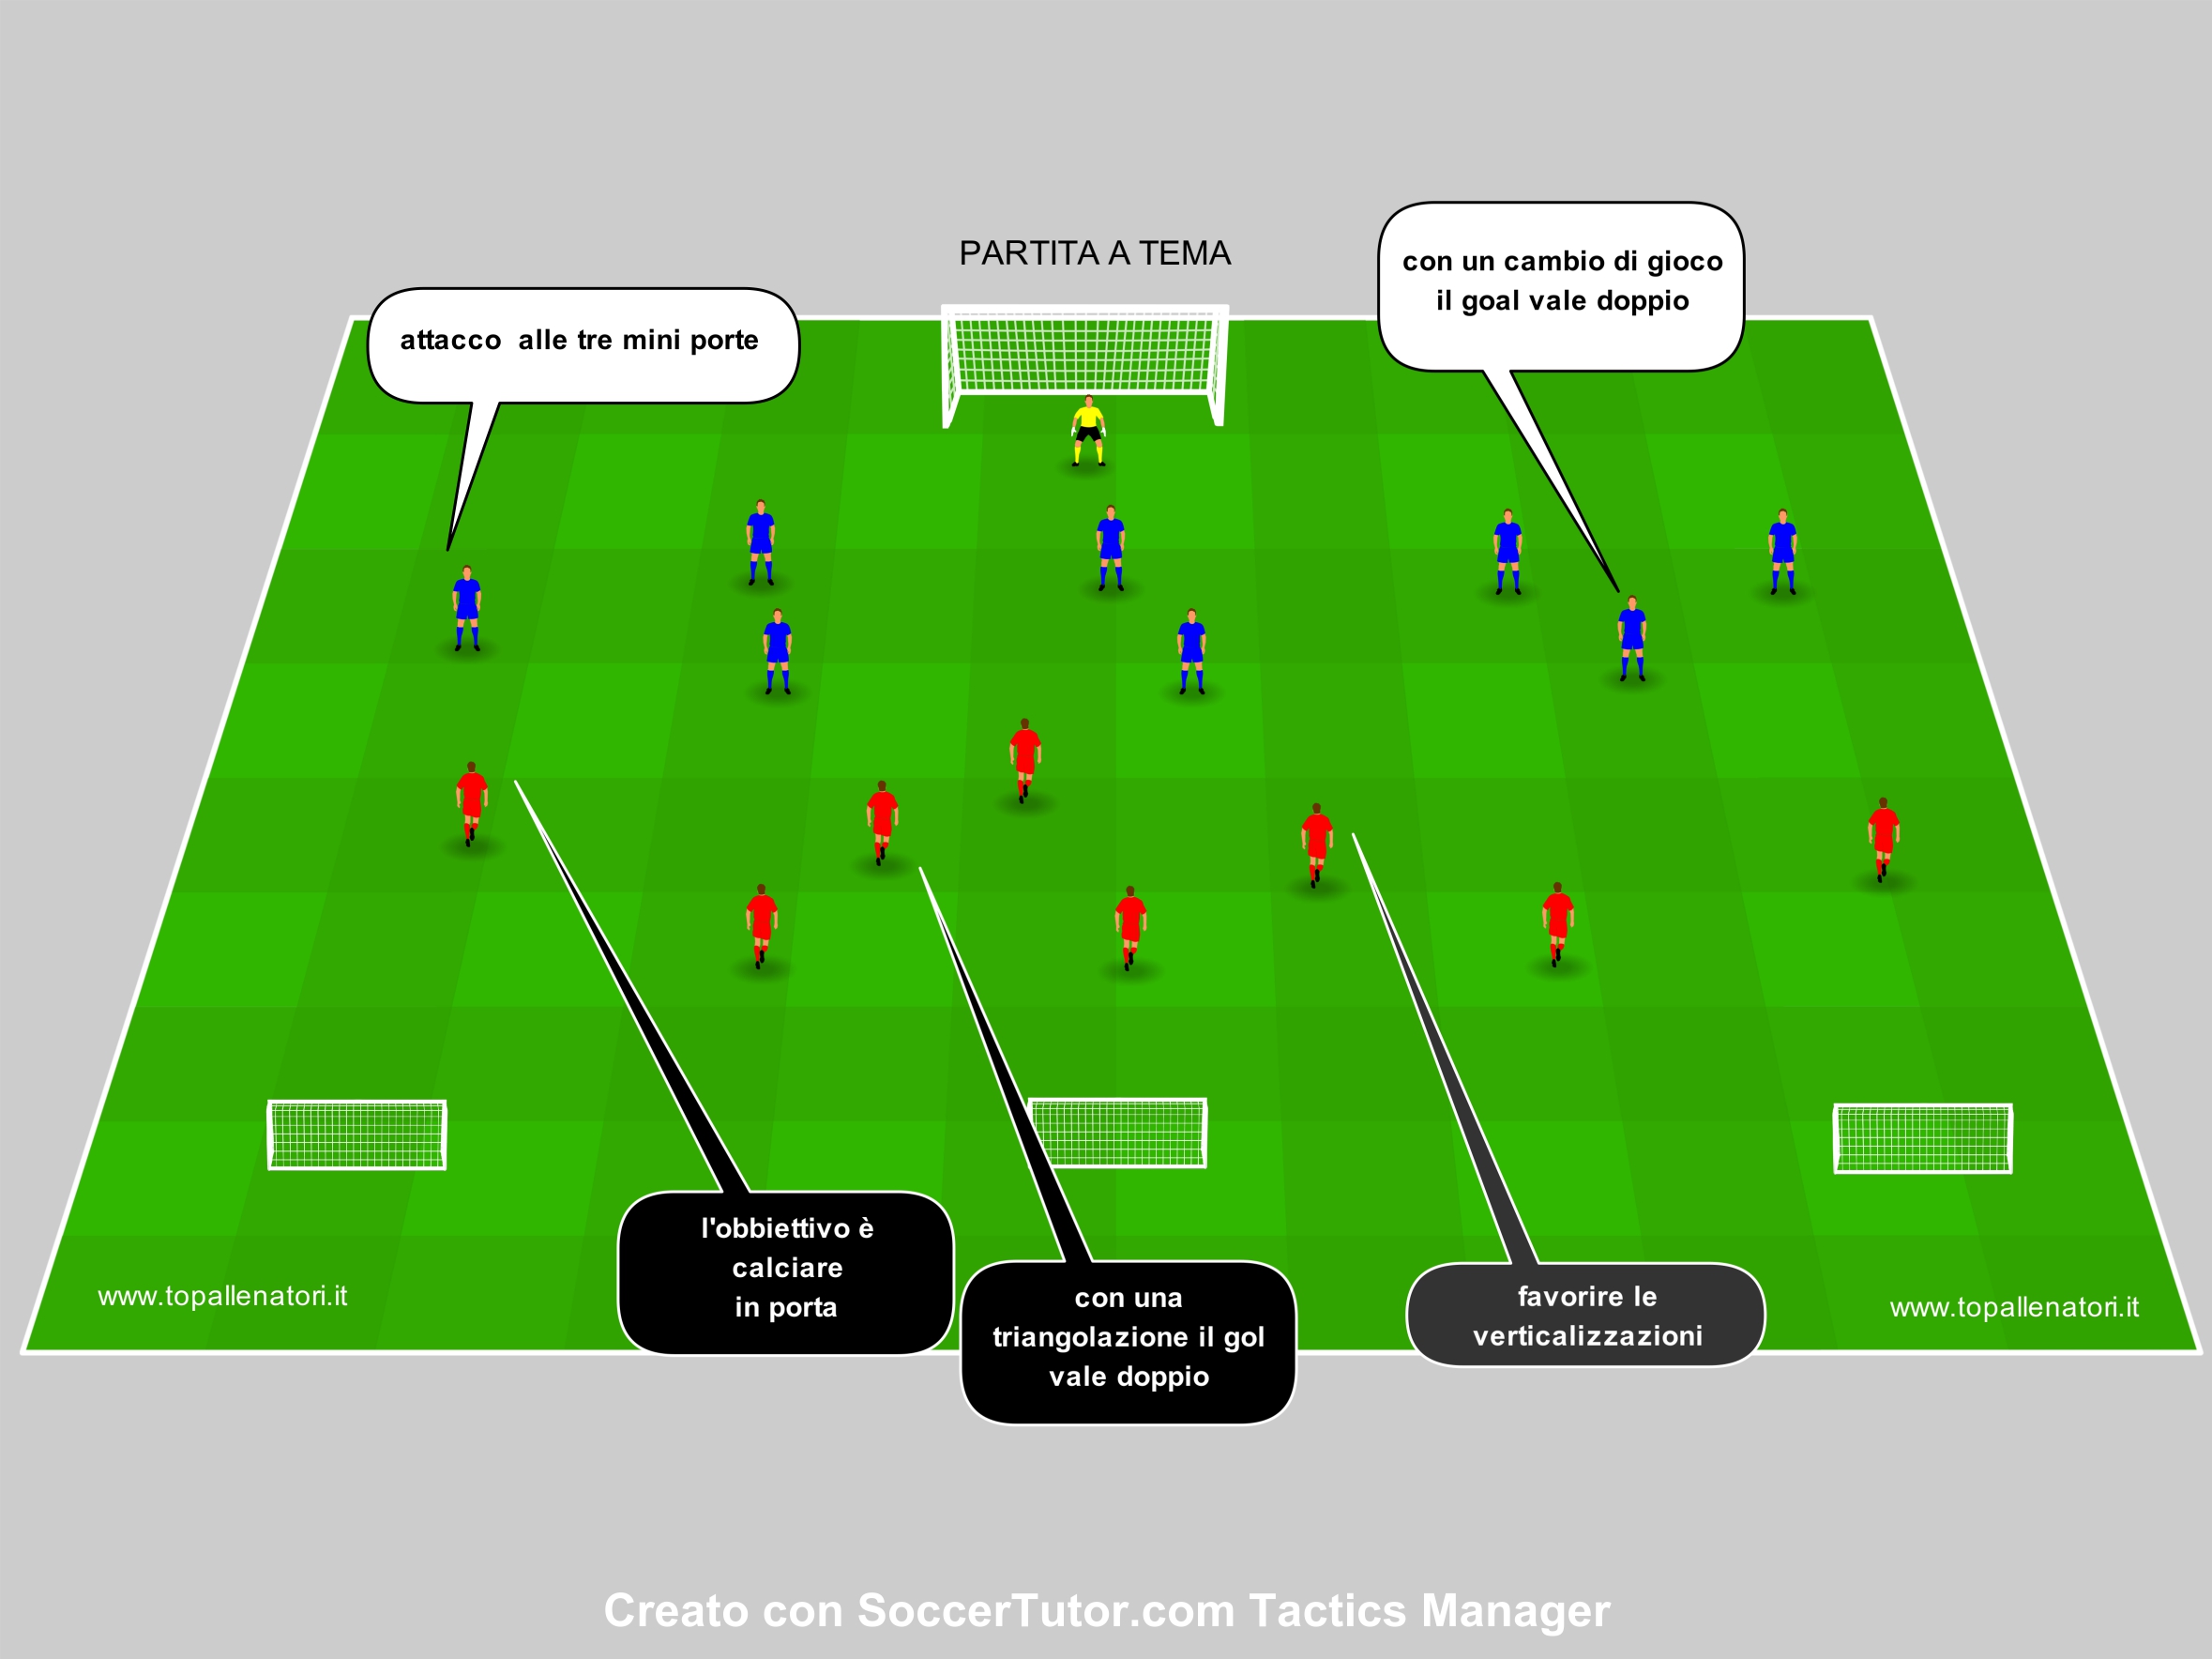 PARTITA A TEMA
attacco  alle tre mini porte
con un cambio di gioco
il goal vale doppio
l'obbiettivo è
calciare
in porta
con una
triangolazione il gol
vale doppio
favorire le
verticalizzazioni
www.topallenatori.it
www.topallenatori.it
Creato con SoccerTutor.com Tactics Manager